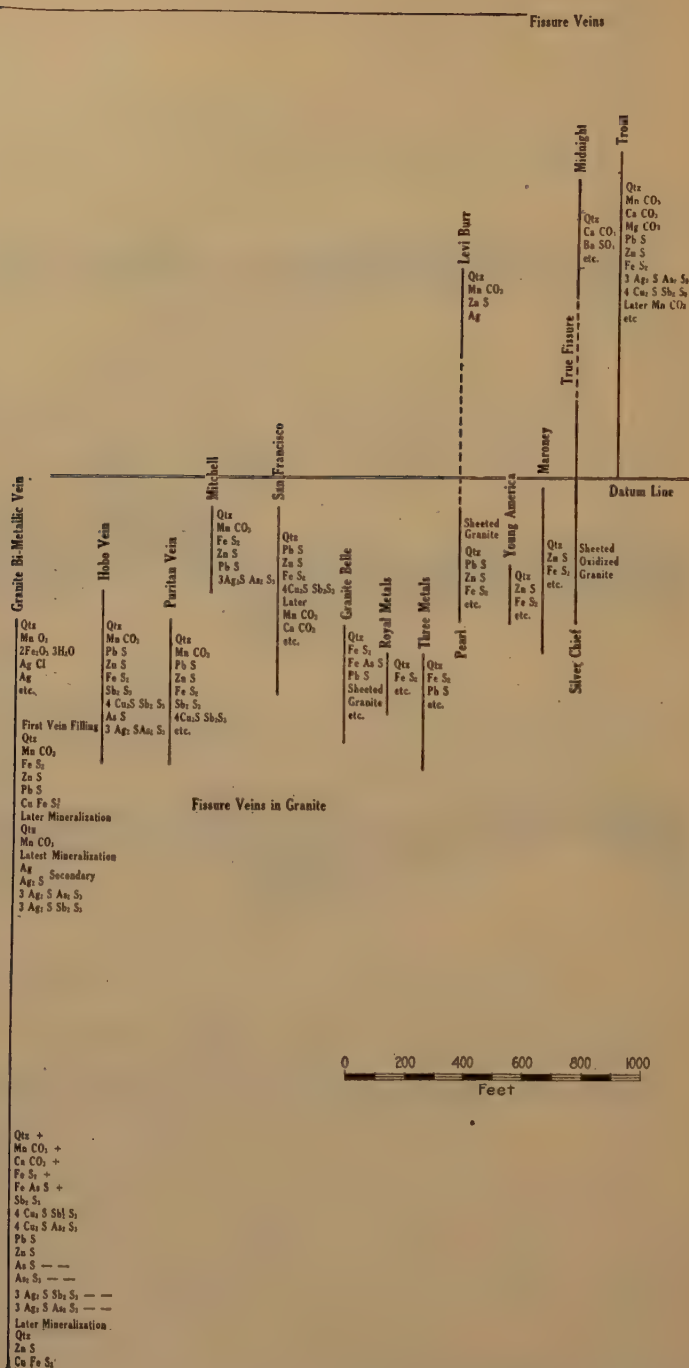 Fissure Veins
Midnight
Qtz
Ca CO₃
Ba SO₄
etc.
Trout
Qtz
Mn CO₃
Ca CO₃
Mg CO₃
Pb S
Zn S
Fe S₂
3 Ag₂ S As₂ S₃
4 Cu₂ S Sb₂ S₃
Later Mn CO₃
etc
Levi Burr
Qtz
Mn CO₃
Zn S
Ag
True Fissure
Datum Line
Granite Bi-Metallic Vein
Qtz
Mn O₂
2Fe₂O₃ 3H₂O
Ag Cl
Ag
etc.
First Vein Filling
Qtz
Mn CO₃
Fe S₂
Zn S
Pb S
Cu Fe S₂
Later Mineralization
Qtz
Mn CO₃
Latest Mineralization
Ag
Ag₂ S Secondary
3 Ag₂ S As₂ S₃
3 Ag₂ S Sb₂ S₃
Hobo Vein
Qtz
Mn CO₃
Pb S
Zn S
Fe S₂
Sb₂ S₃
4 Cu₂S Sb₂ S₃
As S
3 Ag₂ SAs₂ S₃
Puritan Vein
Qtz
Mn CO₃
Pb S
Zn S
Fe S₂
Sb₂ S₃
4Cu₂S Sb₂S₃
etc.
Mitchell
Qtz
Mn CO₃
Fe S₂
Zn S
Pb S
3Ag₂S As₂ S₃
San Francisco
Qtz
Pb S
Zn S
Fe S₂
4Cu₂S Sb₂S₃
Later
Mn CO₃
Ca CO₃
etc.
Granite Belle
Qtz
Fe S₂
Fe As S
Pb S
Sheeted
Granite
etc.
Royal Metals
Qtz
Fe S₂
etc.
Three Metals
Qtz
Fe S₂
Pb S
etc.
Pearl
Sheeted
Granite
Qtz
Pb S
Zn S
Fe S₂
etc.
Young America
Qtz
Zn S
Fe S₂
etc.
Maroney
Qtz
Zn S
Fe S₂
etc.
Silver Chief
Sheeted
Oxidized
Granite
Fissure Veins in Granite
0 200 400 600 800 1000
Feet
Qtz +
Mn CO₃ +
Ca CO₃ +
Fe S₂ +
Fe As S +
Sb₂ S₃
4 Cu₂ S Sb₂ S₃
4 Cu₂ S As₂ S₃
Pb S
Zn S
As S — —
As₂ S₃ — —
3 Ag₂ S Sb₂ S₃ — —
3 Ag₂ S As₂ S₃ — —
Later Mineralization
Qtz
Zn S
Cu Fe S₂